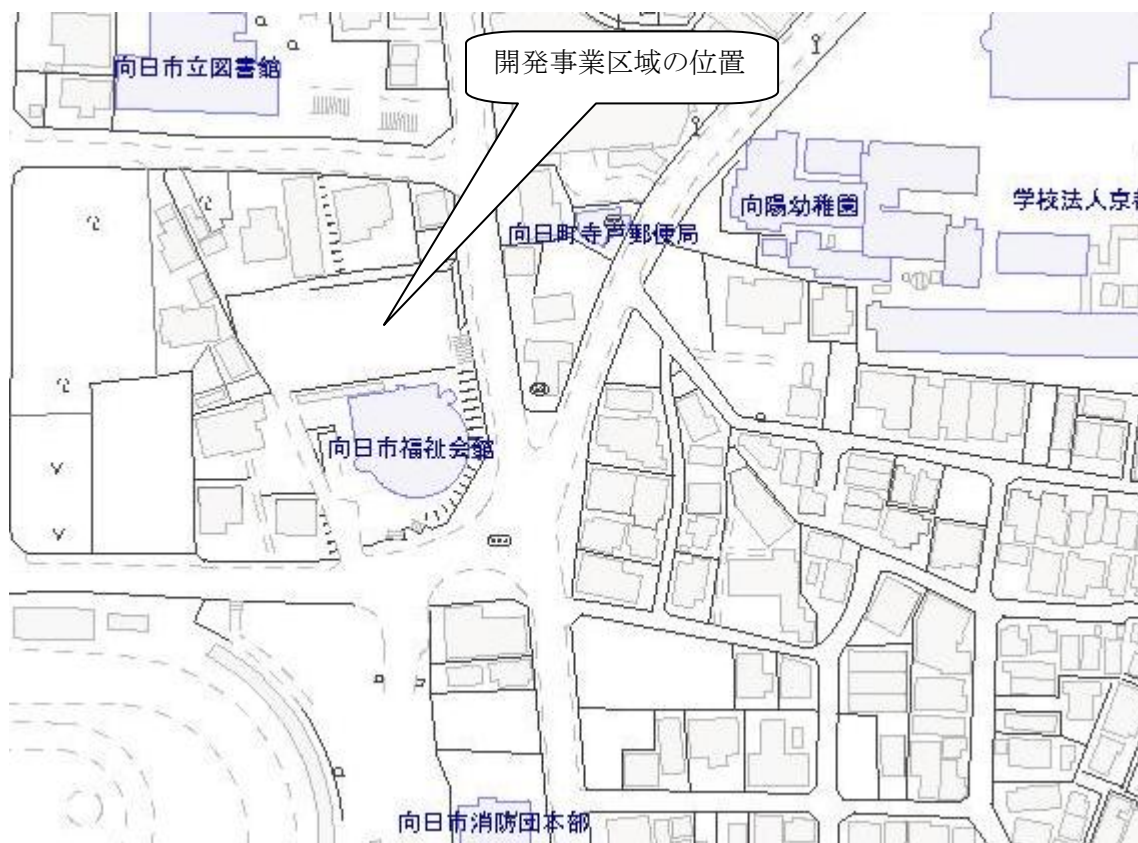 開発事業区域の位置
向日市立図書館
向陽幼稚園
学校法人京都
向日町寺戸郵便局
向日市福祉会館
向日市消防団本部